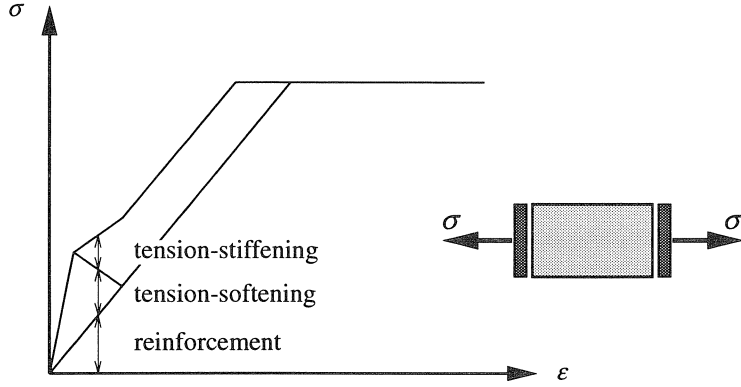 σ
tension-stiffening
tension-softening
reinforcement
ε
σ
σ